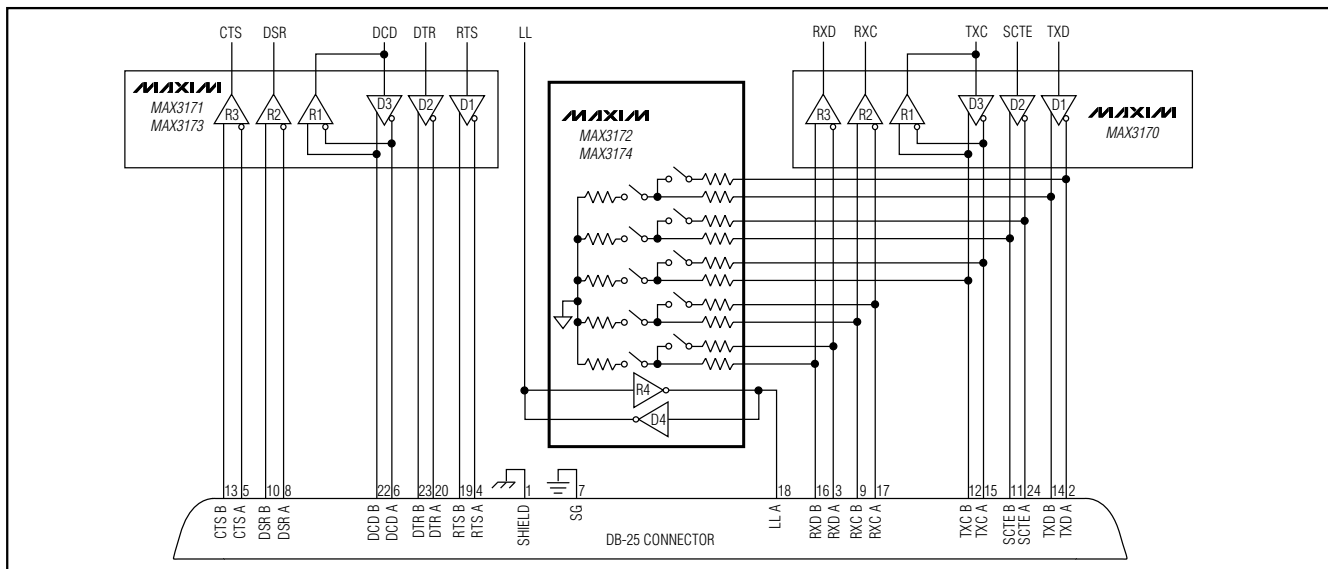 CTS DSR DCD DTR RTS LL RXD RXC TXC SCTE TXD
MAXIM
MAX3171
MAX3173
R3 R2 R1 D3 D2 D1
MAXIM
MAX3172
MAX3174
R3 R2 R1 D3 D2 D1
MAXIM
MAX3170
R4
D4
13 5 10 8 22 6 23 20 19 4 1 7 18 16 3 9 17 12 15 11 24 14 2
CTS B
CTS A
DSR B
DSR A
DCD B
DCD A
DTR B
DTR A
RTS B
RTS A
SHIELD
SG
LL A
RXD B
RXD A
RXC B
RXC A
TXC B
TXC A
SCTE B
SCTE A
TXD B
TXD A
DB-25 CONNECTOR